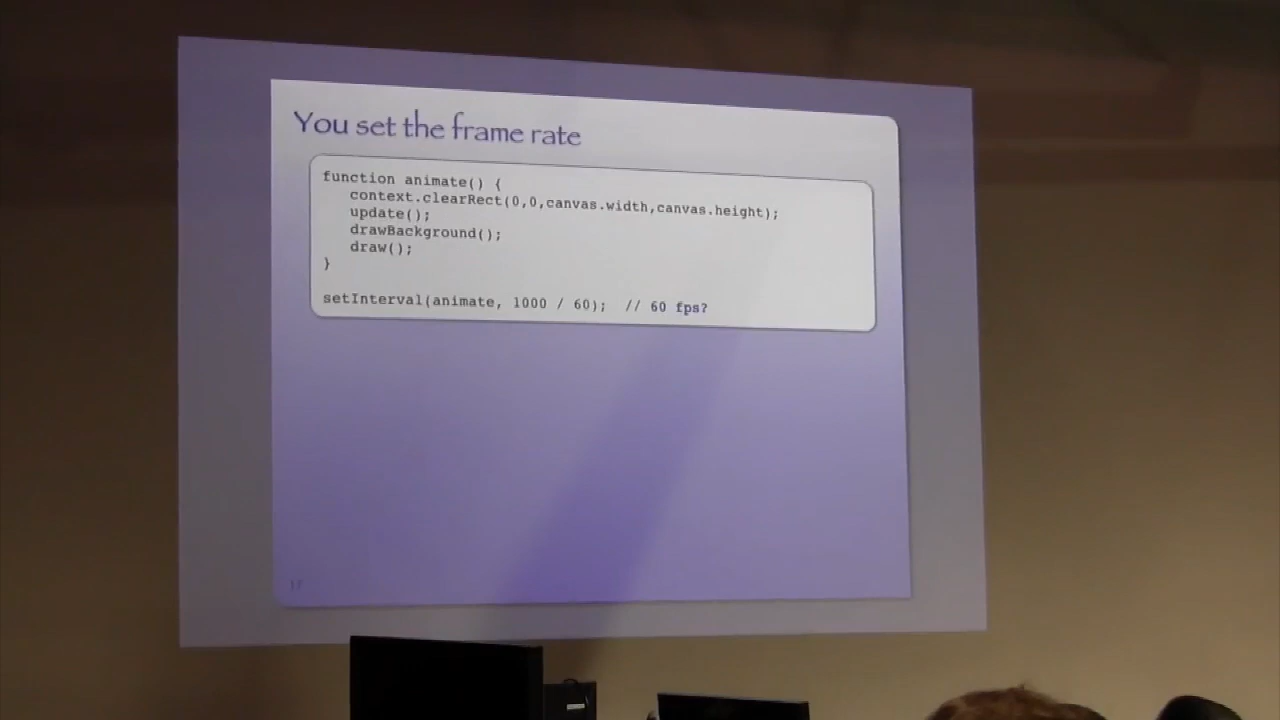 You set the frame rate
function animate() {
context.clearRect(0,0,canvas.width,canvas.height);
update();
drawBackground();
draw();
}
setInterval(animate, 1000 / 60);  // 60 fps?
17